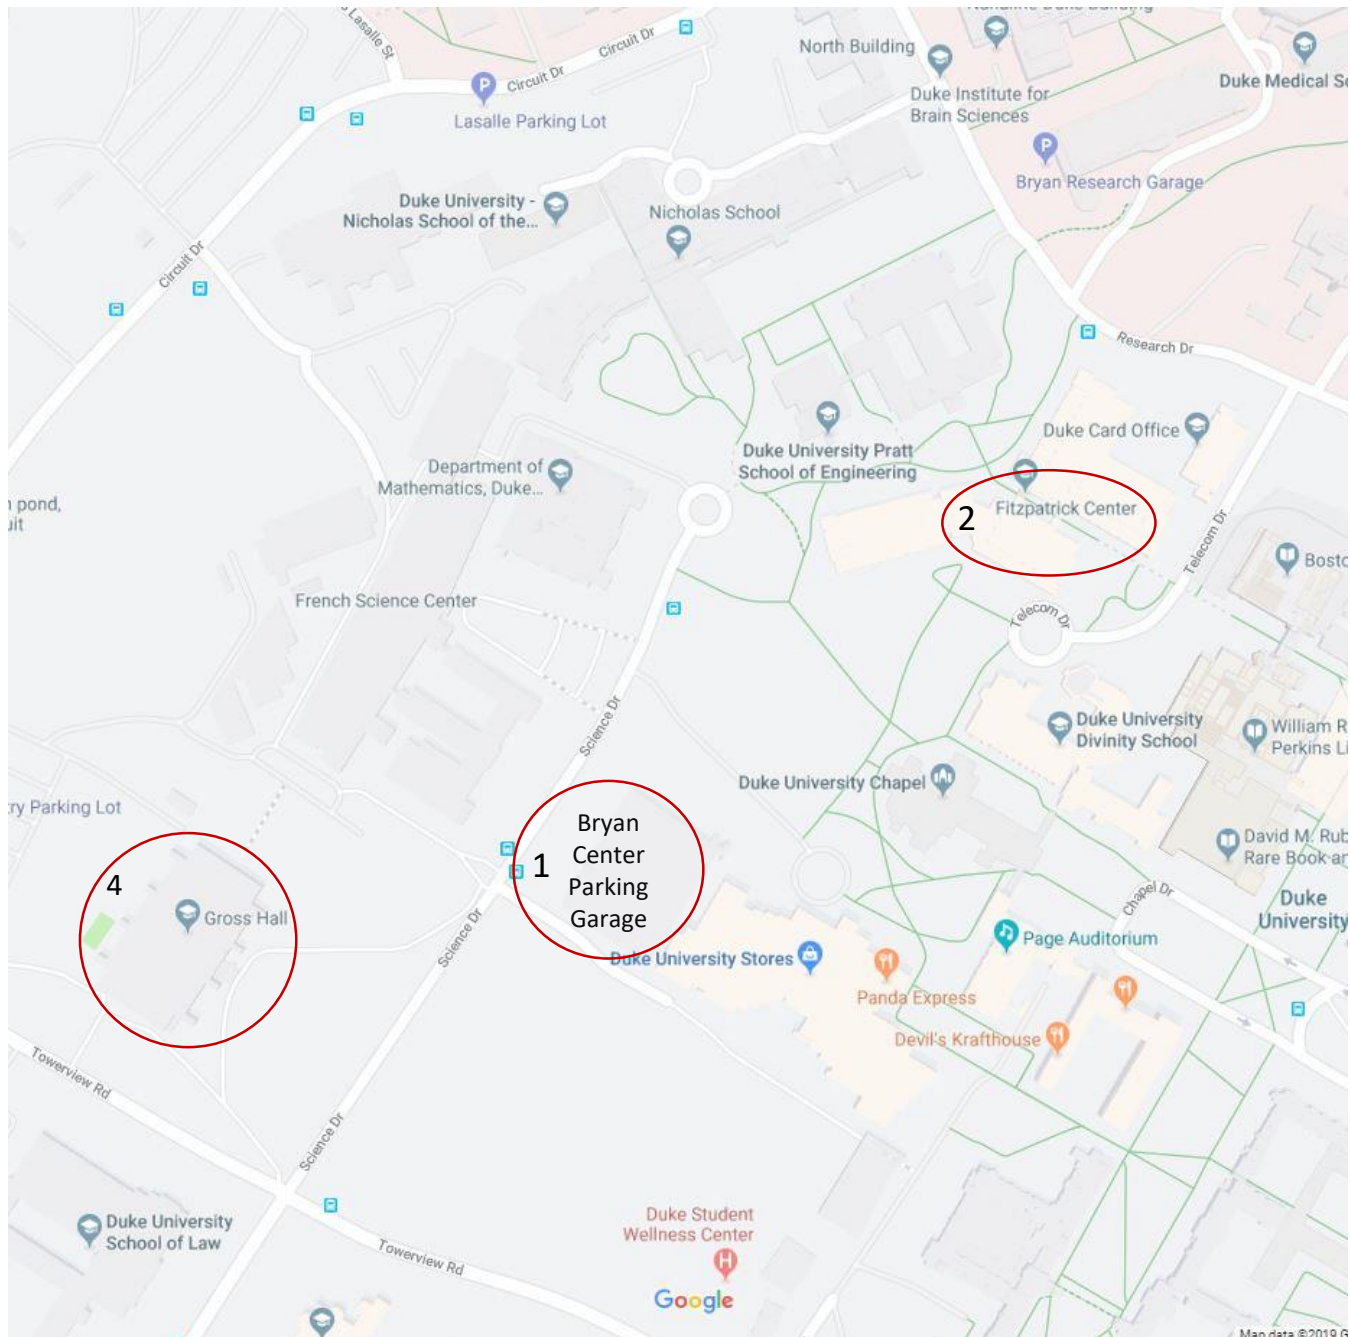 Lasalle St
Circuit Dr
Circuit Dr
North Building
Duke Medical Sc
Duke Institute for
Brain Sciences
Lasalle Parking Lot
Bryan Research Garage
Duke University -
Nicholas School of the...
Nicholas School
Circuit Dr
Research Dr
Duke Card Office
Duke University Pratt
School of Engineering
Department of
Mathematics, Duke...
n pond,
uit
2
Fitzpatrick Center
Telecom Dr
Bosto
French Science Center
Telecom Dr
Science Dr
Duke University
Divinity School
William R
Perkins Li
Duke University Chapel
ry Parking Lot
1
Bryan
Center
Parking
Garage
David M. Rub
Rare Book an
4
Gross Hall
Chapel Dr
Duke
University
Science Dr
Page Auditorium
Duke University Stores
Panda Express
Devil's Krafthouse
Towerview Rd
Science Dr
Duke University
School of Law
Duke Student
Wellness Center
Towerview Rd
Google
Map data ©2019 G